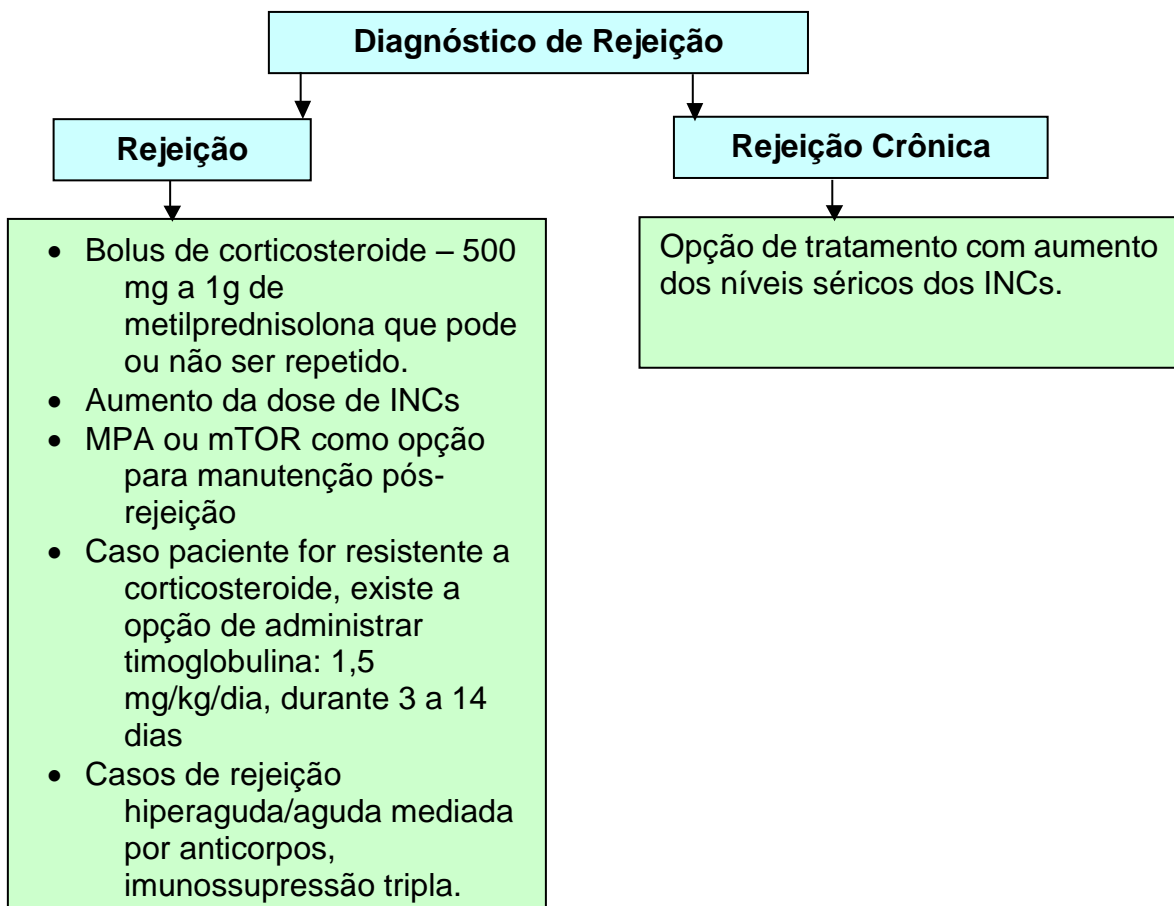 Diagnóstico de Rejeição
Rejeição
Rejeição Crônica
• Bolus de corticosteroide – 500
mg a 1g de
metilprednisolona que pode
ou não ser repetido.
• Aumento da dose de INCs
• MPA ou mTOR como opção
para manutenção pós-
rejeição
• Caso paciente for resistente a
corticosteroide, existe a
opção de administrar
timoglobulina: 1,5
mg/kg/dia, durante 3 a 14
dias
• Casos de rejeição
hiperaguda/aguda mediada
por anticorpos,
imunossupressão tripla.
Opção de tratamento com aumento
dos níveis séricos dos INCs.